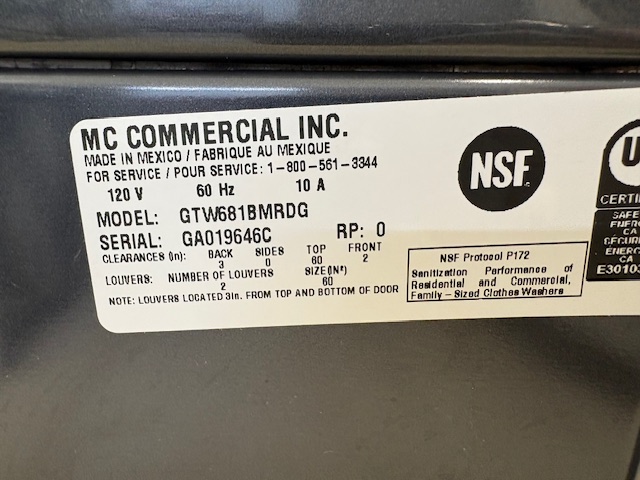 MC COMMERCIAL INC.
MADE IN MEXICO / FABRIQUE AU MEXIQUE
FOR SERVICE / POUR SERVICE: 1-800-561-3344
120 V 60 Hz 10 A
MODEL: GTW681BMRDG
SERIAL: GA019646C RP: 0
CLEARANCES (in): BACK SIDES TOP FRONT
3 0 60 2
LOUVERS: NUMBER OF LOUVERS SIZE(IN²)
2 60
NOTE: LOUVERS LOCATED 3in. FROM TOP AND BOTTOM OF DOOR
NSF
NSF Protocol P172
Sanitization Performance of
Residential and Commercial,
Family - Sized Clothes Washers
SAFE
CA
CA